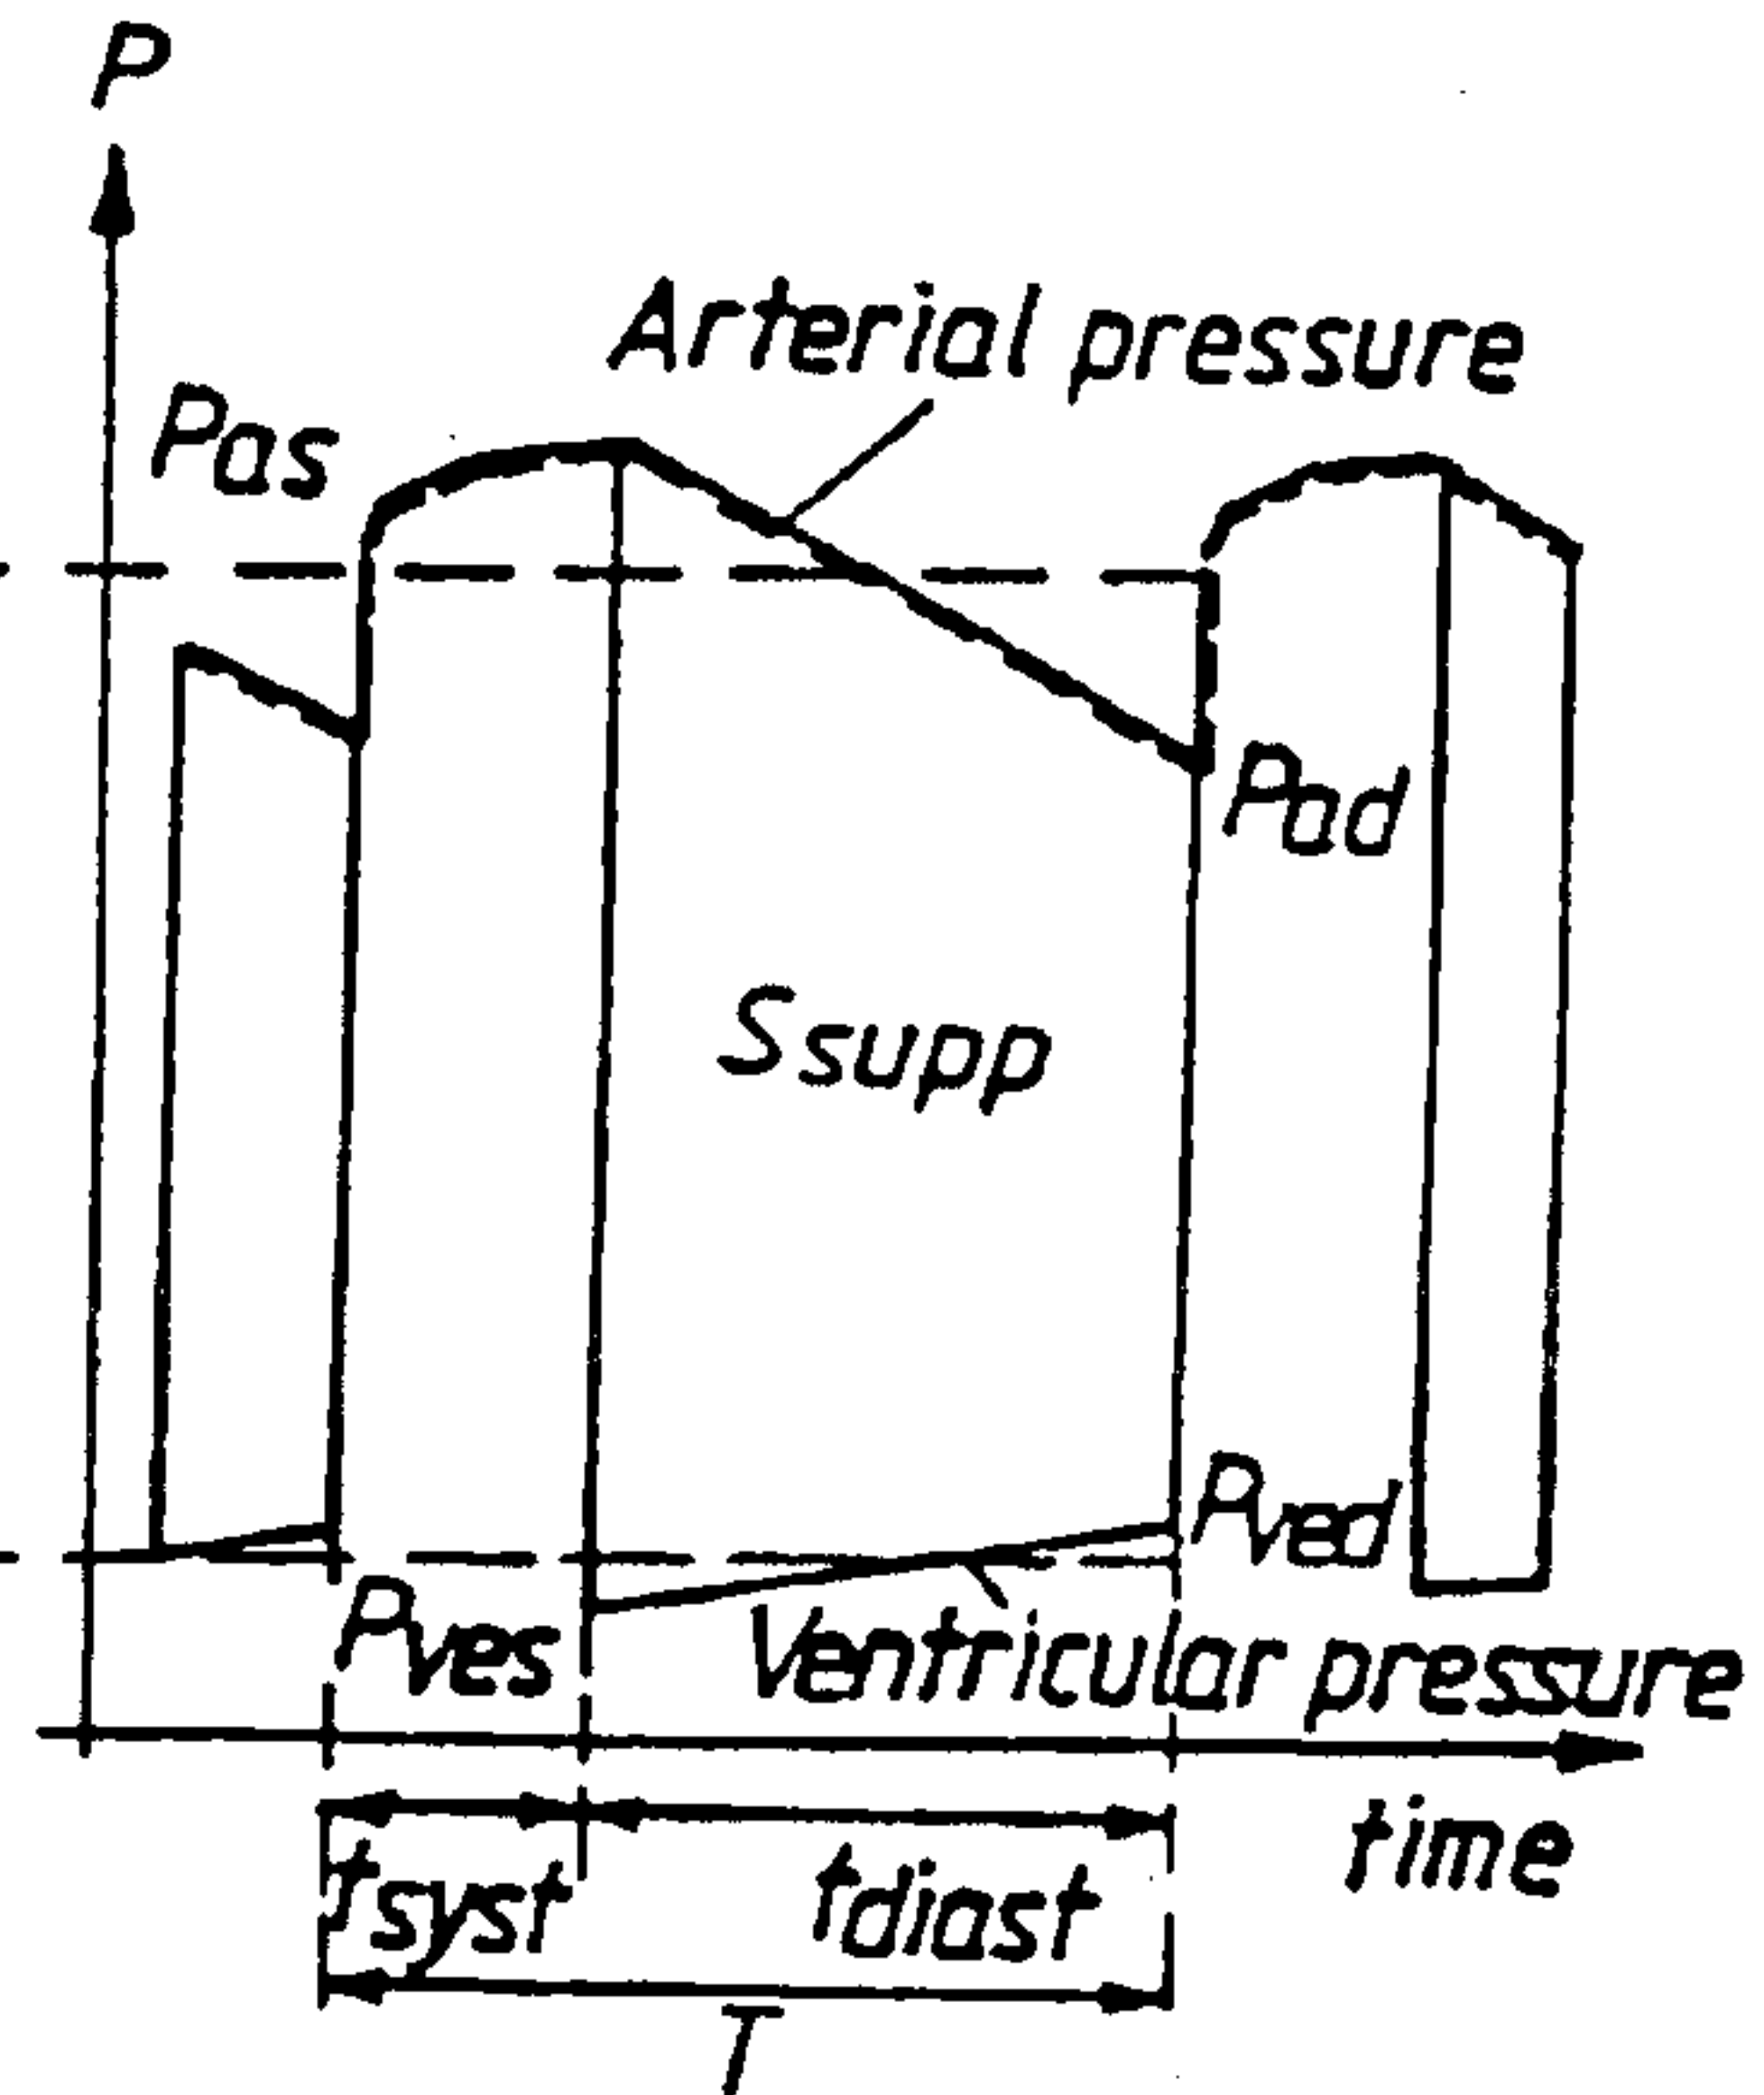 P
Arterial pressure
Pas
Pad
Ssupp
Pved
Pves
Ventricular pressure
time
tsyst
tdiast
T